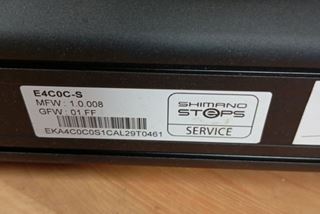 E4C0C-S
MFW : 1.0.008
GFW : 01.FF
EKA4C0C0S1CAL29T0461
SHIMANO
STEPS
SERVICE